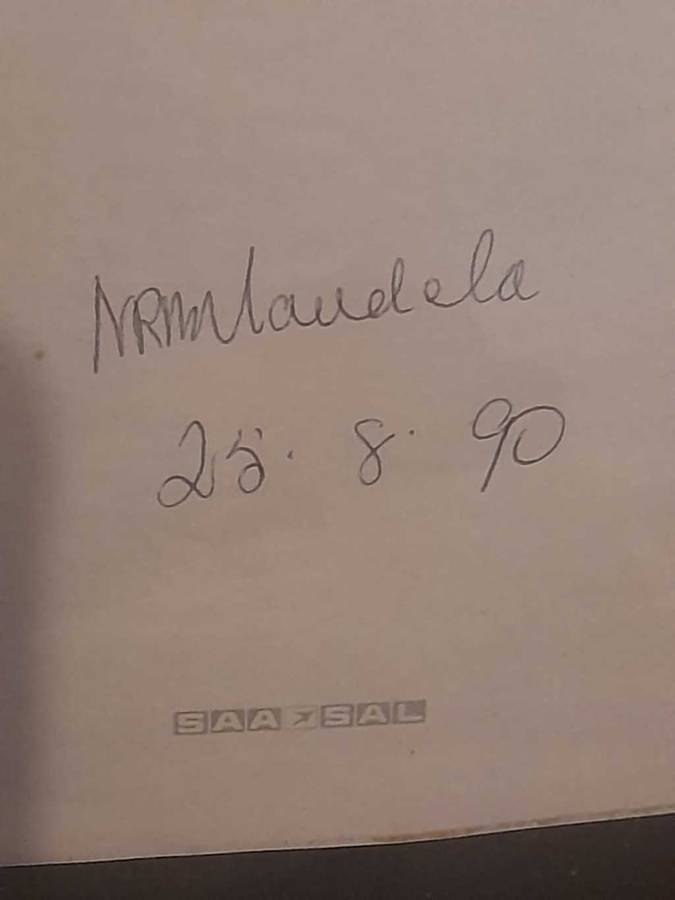 NRMandela
25. 8. 90
SAA SAL